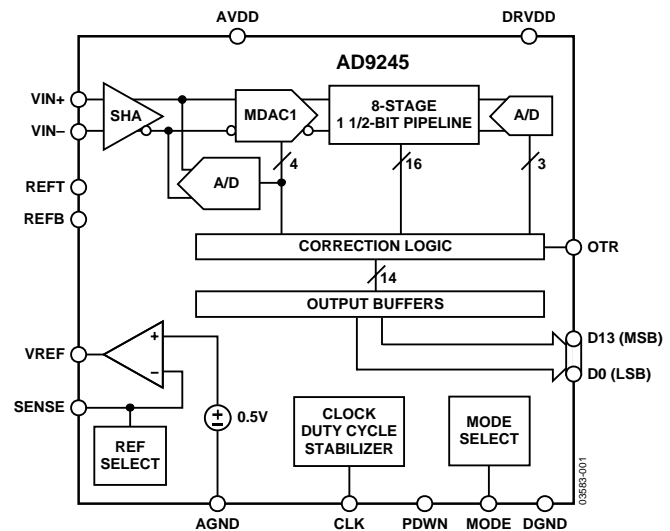 AVDD
DRVDD
AD9245
VIN+
VIN–
SHA
MDAC1
8-STAGE
1 1/2-BIT PIPELINE
A/D
A/D
4
16
3
REFT
REFB
CORRECTION LOGIC
OTR
14
OUTPUT BUFFERS
VREF
+
–
D13 (MSB)
D0 (LSB)
SENSE
0.5V
REF
SELECT
CLOCK
DUTY CYCLE
STABILIZER
MODE
SELECT
03583-001
AGND
CLK
PDWN
MODE
DGND